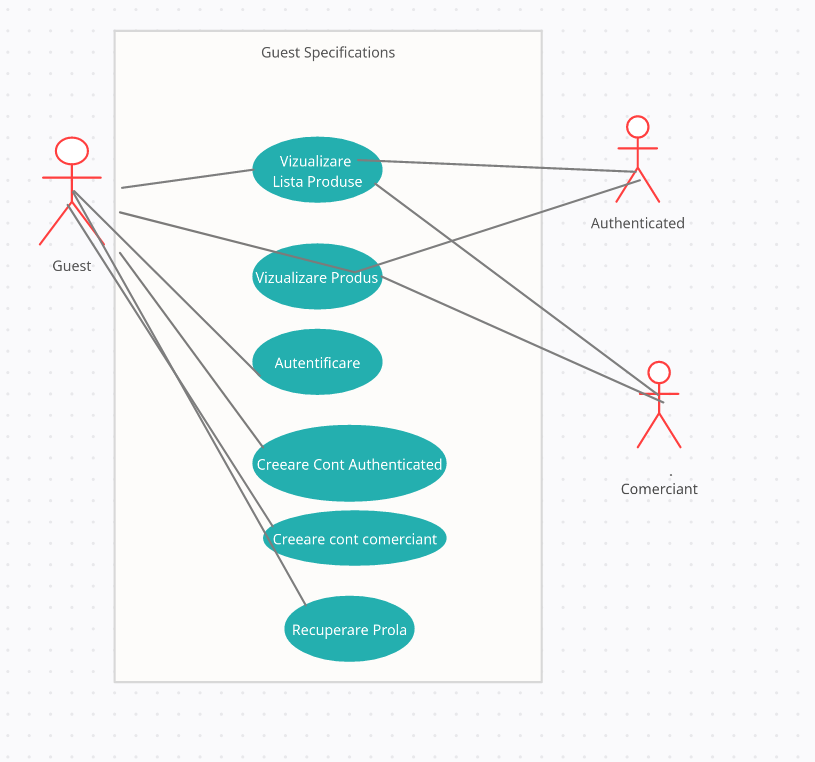 Guest Specifications
Vizualizare
Lista Produse
Vizualizare Produs
Autentificare
Creeare Cont Authenticated
Creeare cont comerciant
Recuperare Prola
Guest
Authenticated
.
Comerciant